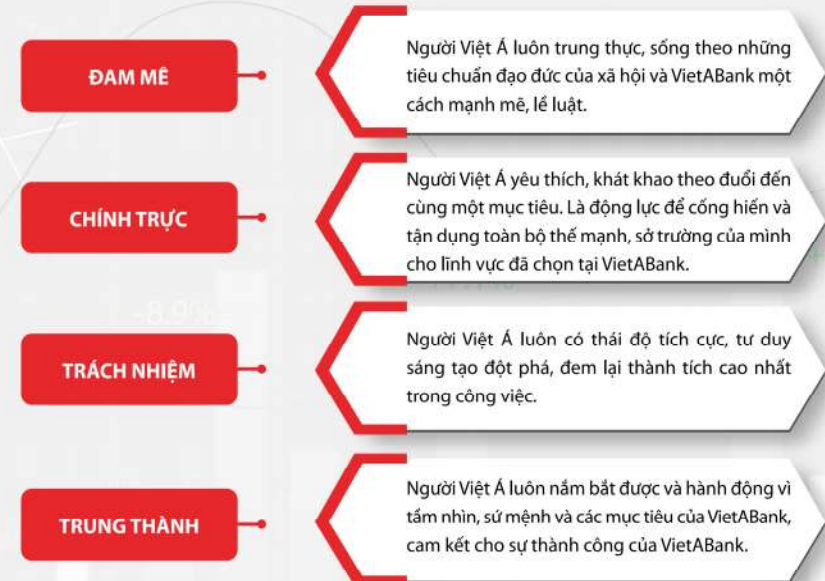 ĐAM MÊ
Người Việt Á luôn trung thực, sống theo những
tiêu chuẩn đạo đức của xã hội và VietABank một
cách mạnh mẽ, lề luật.
CHÍNH TRỰC
Người Việt Á yêu thích, khát khao theo đuổi đến
cùng một mục tiêu. Là động lực để cống hiến và
tận dụng toàn bộ thế mạnh, sở trường của mình
cho lĩnh vực đã chọn tại VietABank.
-8.9%
TRÁCH NHIỆM
Người Việt Á luôn có thái độ tích cực, tư duy
sáng tạo đột phá, đem lại thành tích cao nhất
trong công việc.
TRUNG THÀNH
Người Việt Á luôn nắm bắt được và hành động vì
tầm nhìn, sứ mệnh và các mục tiêu của VietABank,
cam kết cho sự thành công của VietABank.